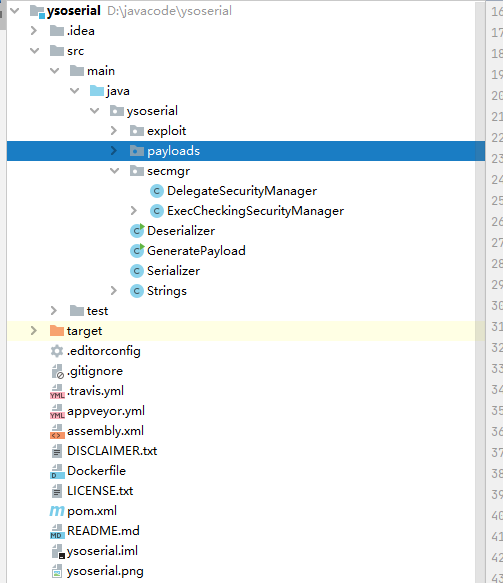 ysoserial D:\javacode\ysoserial
.idea
src
main
java
ysoserial
exploit
payloads
secmgr
DelegateSecurityManager
ExecCheckingSecurityManager
Deserializer
GeneratePayload
Serializer
Strings
test
target
.editorconfig
.gitignore
.travis.yml
appveyor.yml
assembly.xml
DISCLAIMER.txt
Dockerfile
LICENSE.txt
pom.xml
README.md
ysoserial.iml
ysoserial.png
16
17
18
19
20
21
22
23
24
25
26
27
28
29
30
31
32
33
34
35
36
37
38
39
40
41
42
43